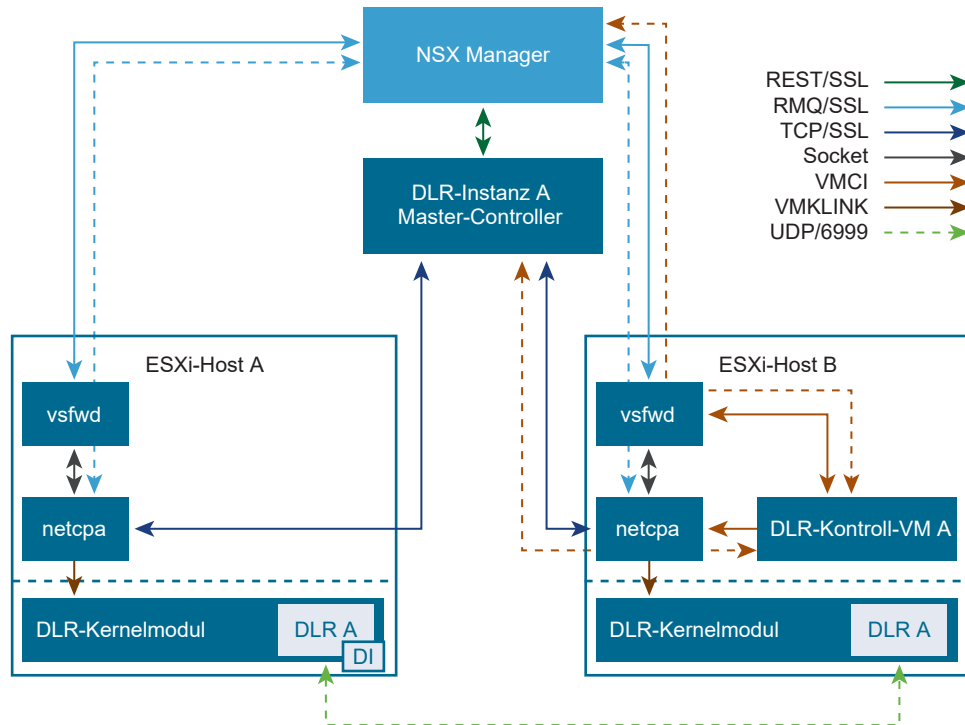 NSX Manager
REST/SSL
RMQ/SSL
TCP/SSL
Socket
VMCI
VMKLINK
UDP/6999
DLR-Instanz A
Master-Controller
ESXi-Host A
vsfwd
netcpa
DLR-Kernelmodul
DLR A
DI
ESXi-Host B
vsfwd
netcpa
DLR-Kontroll-VM A
DLR-Kernelmodul
DLR A